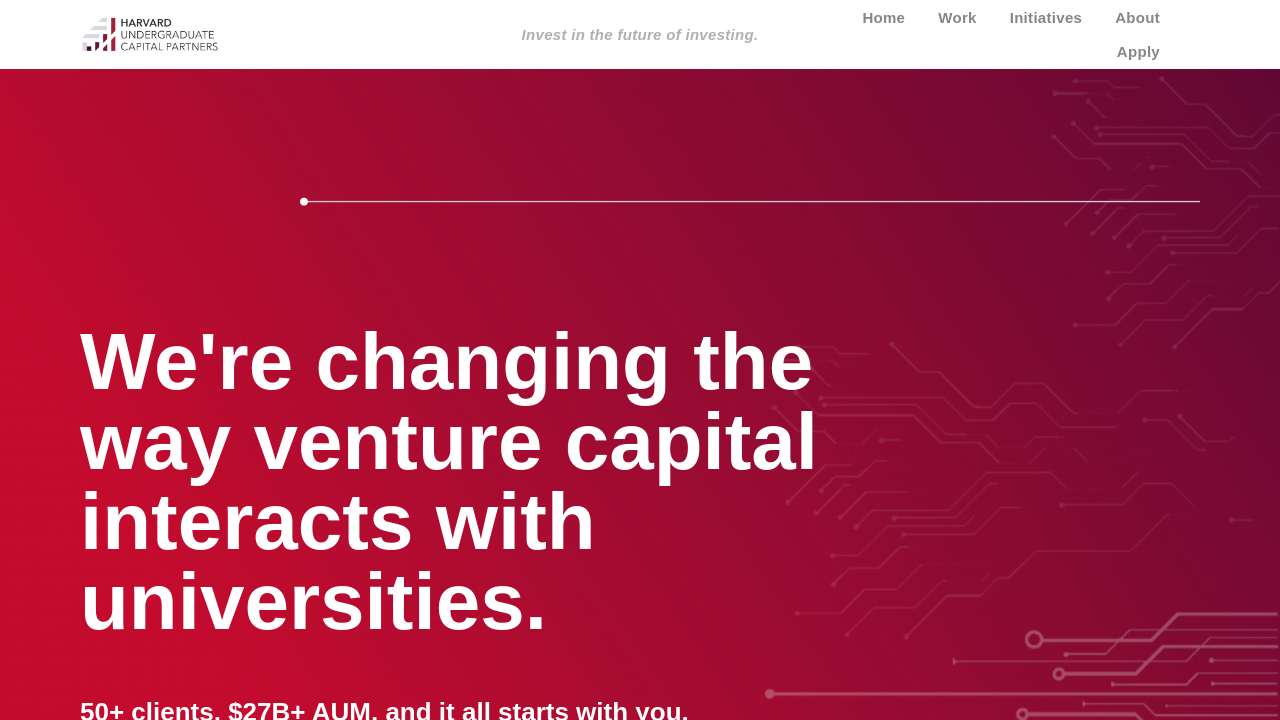 HARVARD
UNDERGRADUATE
CAPITAL PARTNERS
Invest in the future of investing.
Home Work Initiatives About
Apply
We're changing the
way venture capital
interacts with
universities.
50+ clients, $27B+ AUM, and it all starts with you.